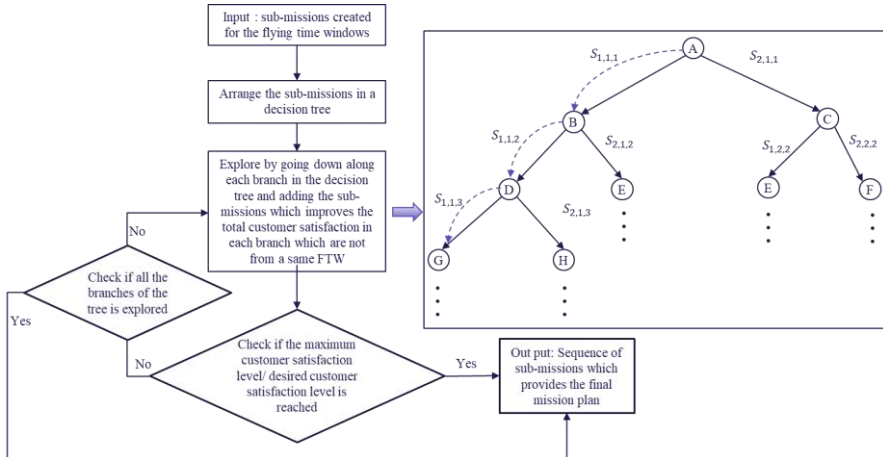 Input : sub-missions created
for the flying time windows
Arrange the sub-missions in a
decision tree
Explore by going down along
each branch in the decision
tree and adding the sub-
missions which improves the
total customer satisfaction in
each branch which are not
from a same FTW
No
Check if all the
branches of the
tree is explored
Yes
No
Check if the maximum
customer satisfaction
level/ desired customer
satisfaction level is
reached
Yes
Out put: Sequence of
sub-missions which
provides the final
mission plan
A
S1,1,1
S2,1,1
B
C
S1,1,2
S2,1,2
S1,2,2
S2,2,2
D
E
E
F
S1,1,3
S2,1,3
G
H